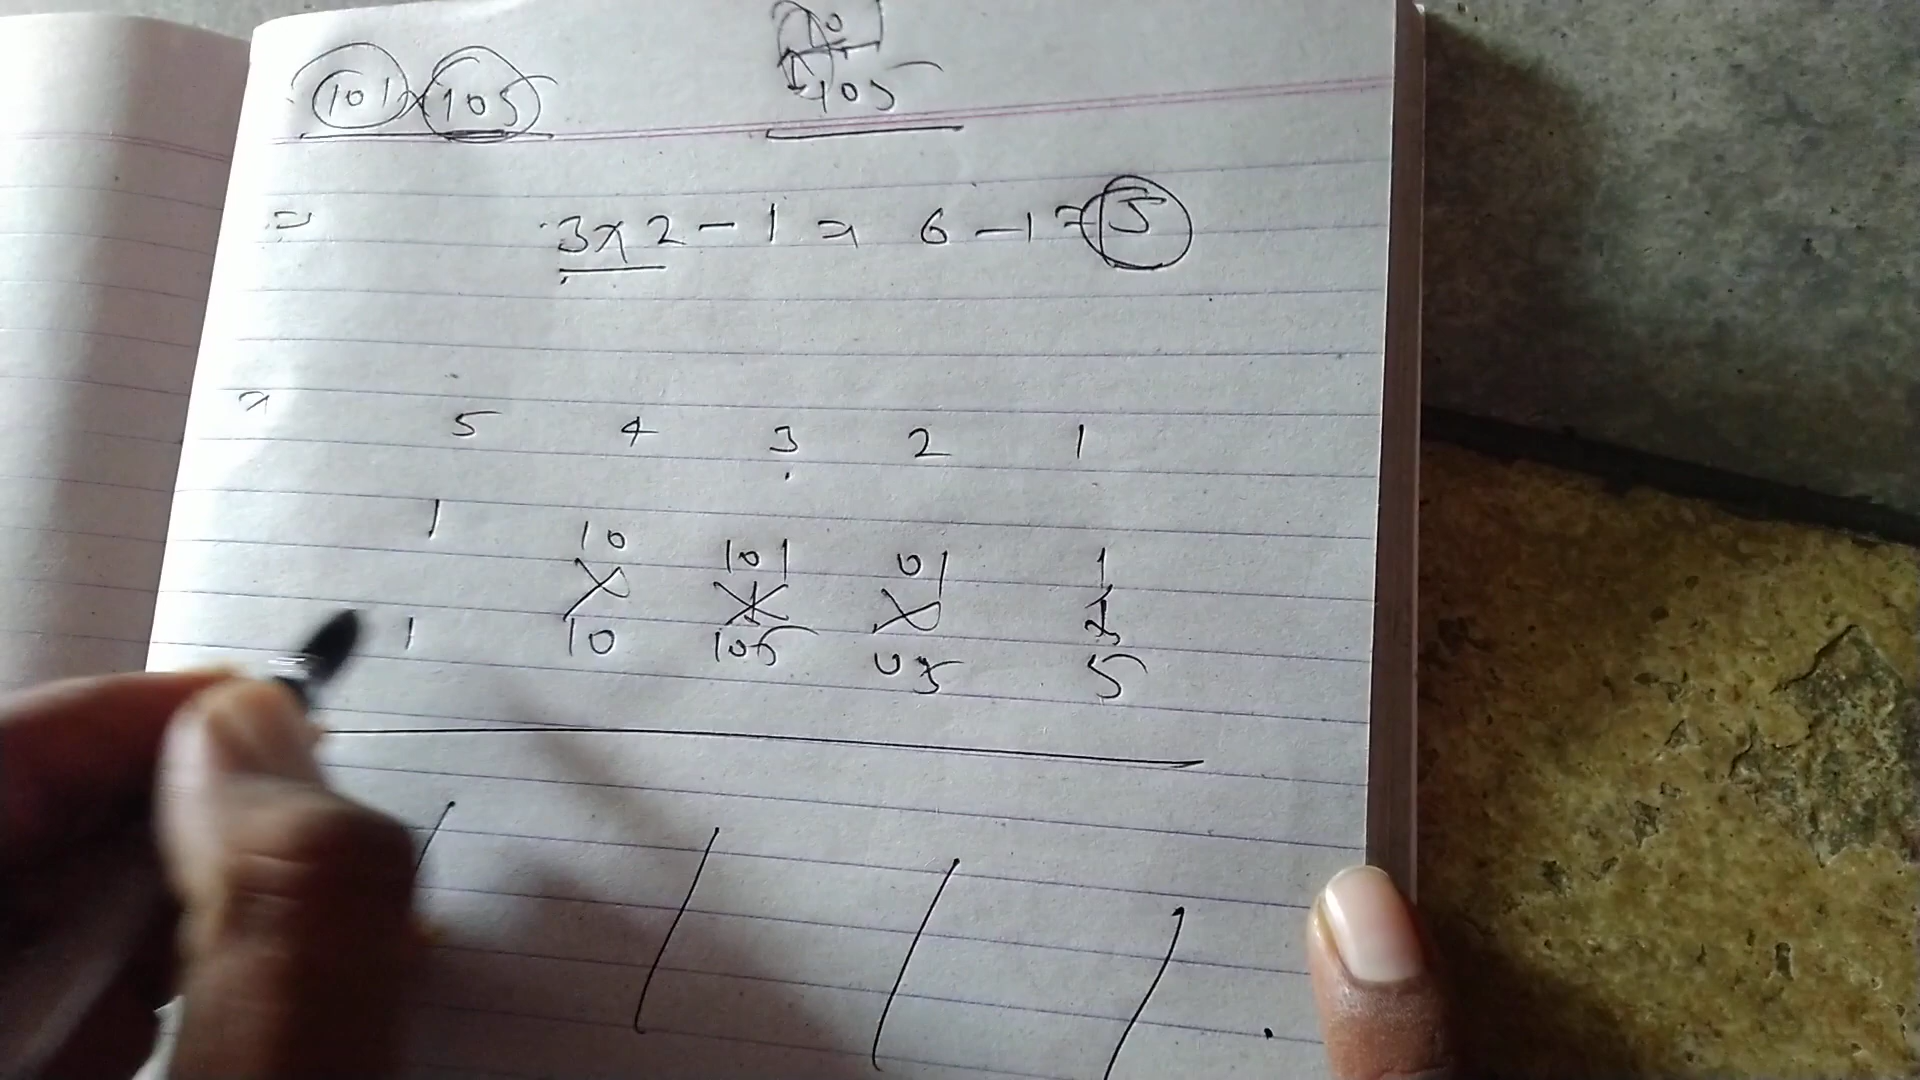 101 × 105 101
105
= 3×2 - 1 = 6 - 1 = 5
= 5 4 3 2 1
1 10 101 01 1
1 10 105 05 5